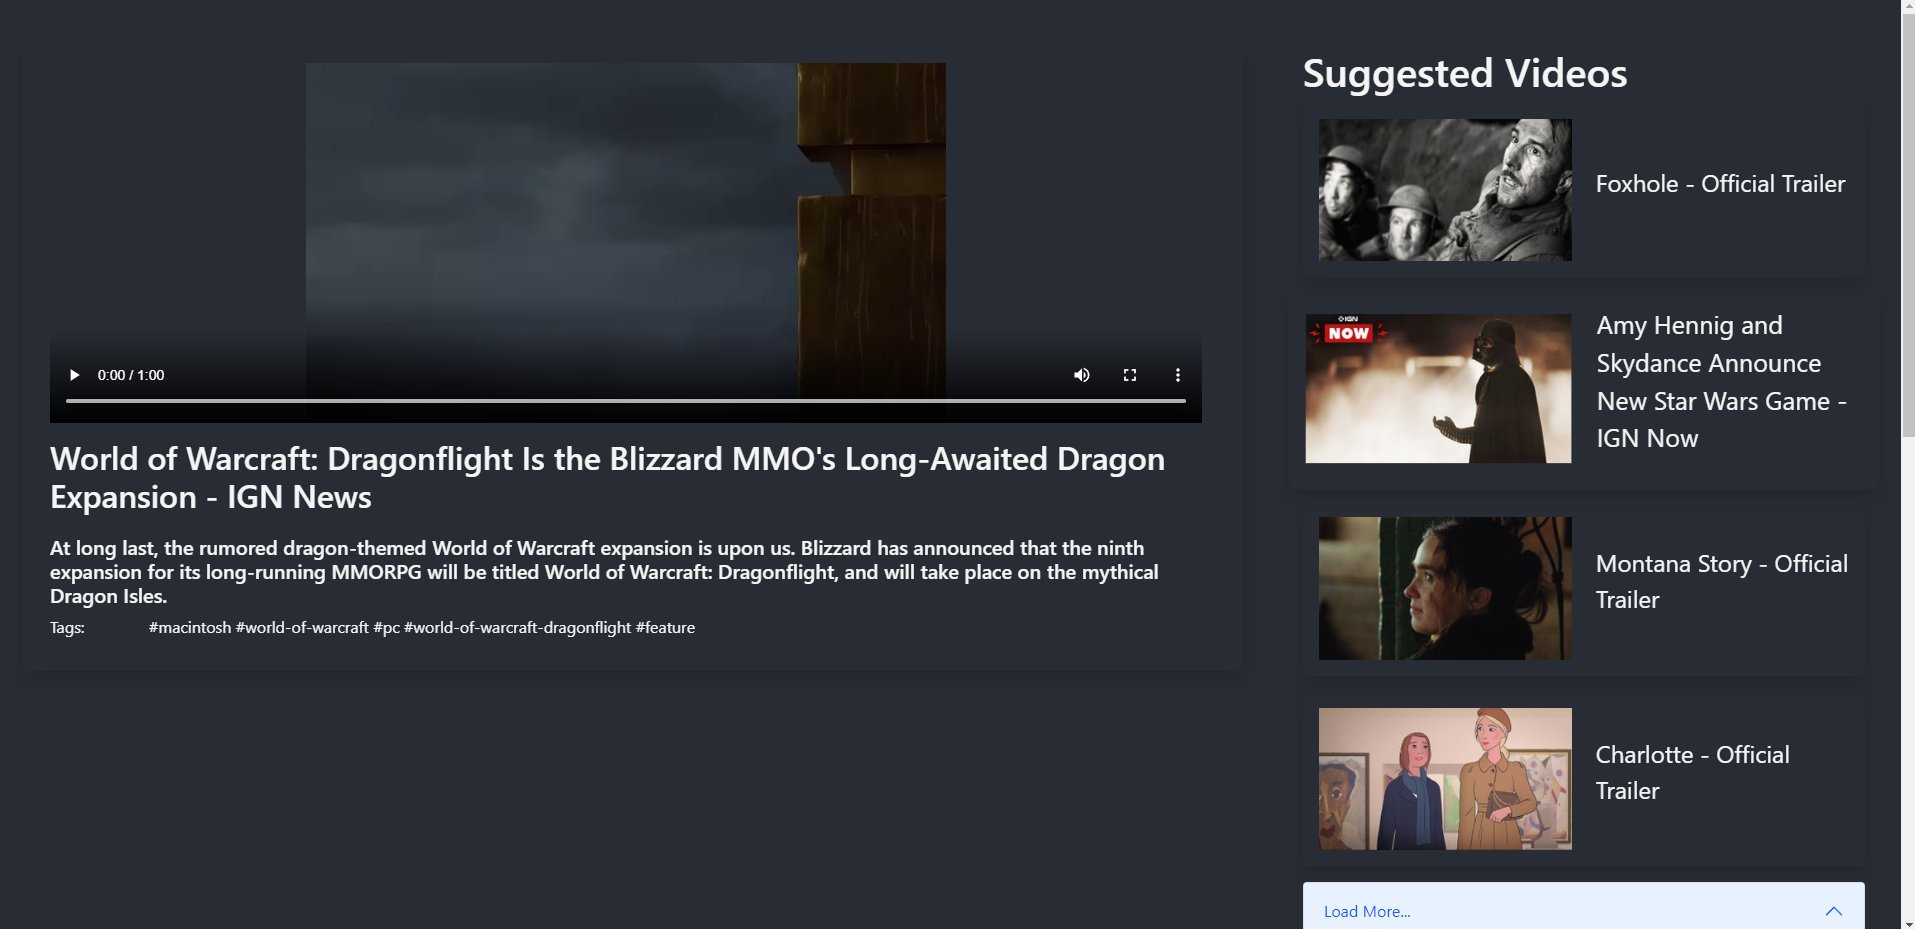 0:00 / 1:00
World of Warcraft: Dragonflight Is the Blizzard MMO's Long-Awaited Dragon
Expansion - IGN News
At long last, the rumored dragon-themed World of Warcraft expansion is upon us. Blizzard has announced that the ninth
expansion for its long-running MMORPG will be titled World of Warcraft: Dragonflight, and will take place on the mythical
Dragon Isles.
Tags: #macintosh #world-of-warcraft #pc #world-of-warcraft-dragonflight #feature
Suggested Videos
Foxhole - Official Trailer
IGN
NOW
Amy Hennig and
Skydance Announce
New Star Wars Game -
IGN Now
Montana Story - Official
Trailer
Charlotte - Official
Trailer
Load More...